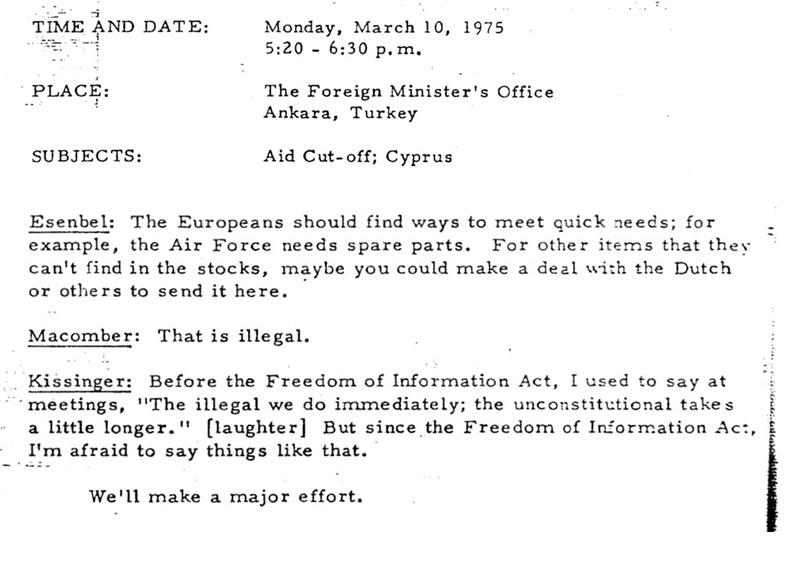 TIME AND DATE: Monday, March 10, 1975
5:20 - 6:30 p.m.
PLACE: The Foreign Minister's Office
Ankara, Turkey
SUBJECTS: Aid Cut-off; Cyprus
Esenbel: The Europeans should find ways to meet quick needs; for
example, the Air Force needs spare parts. For other items that they
can't find in the stocks, maybe you could make a deal with the Dutch
or others to send it here.
Macomber: That is illegal.
Kissinger: Before the Freedom of Information Act, I used to say at
meetings, "The illegal we do immediately; the unconstitutional takes
a little longer." [laughter] But since the Freedom of Information Act,
I'm afraid to say things like that.
We'll make a major effort.